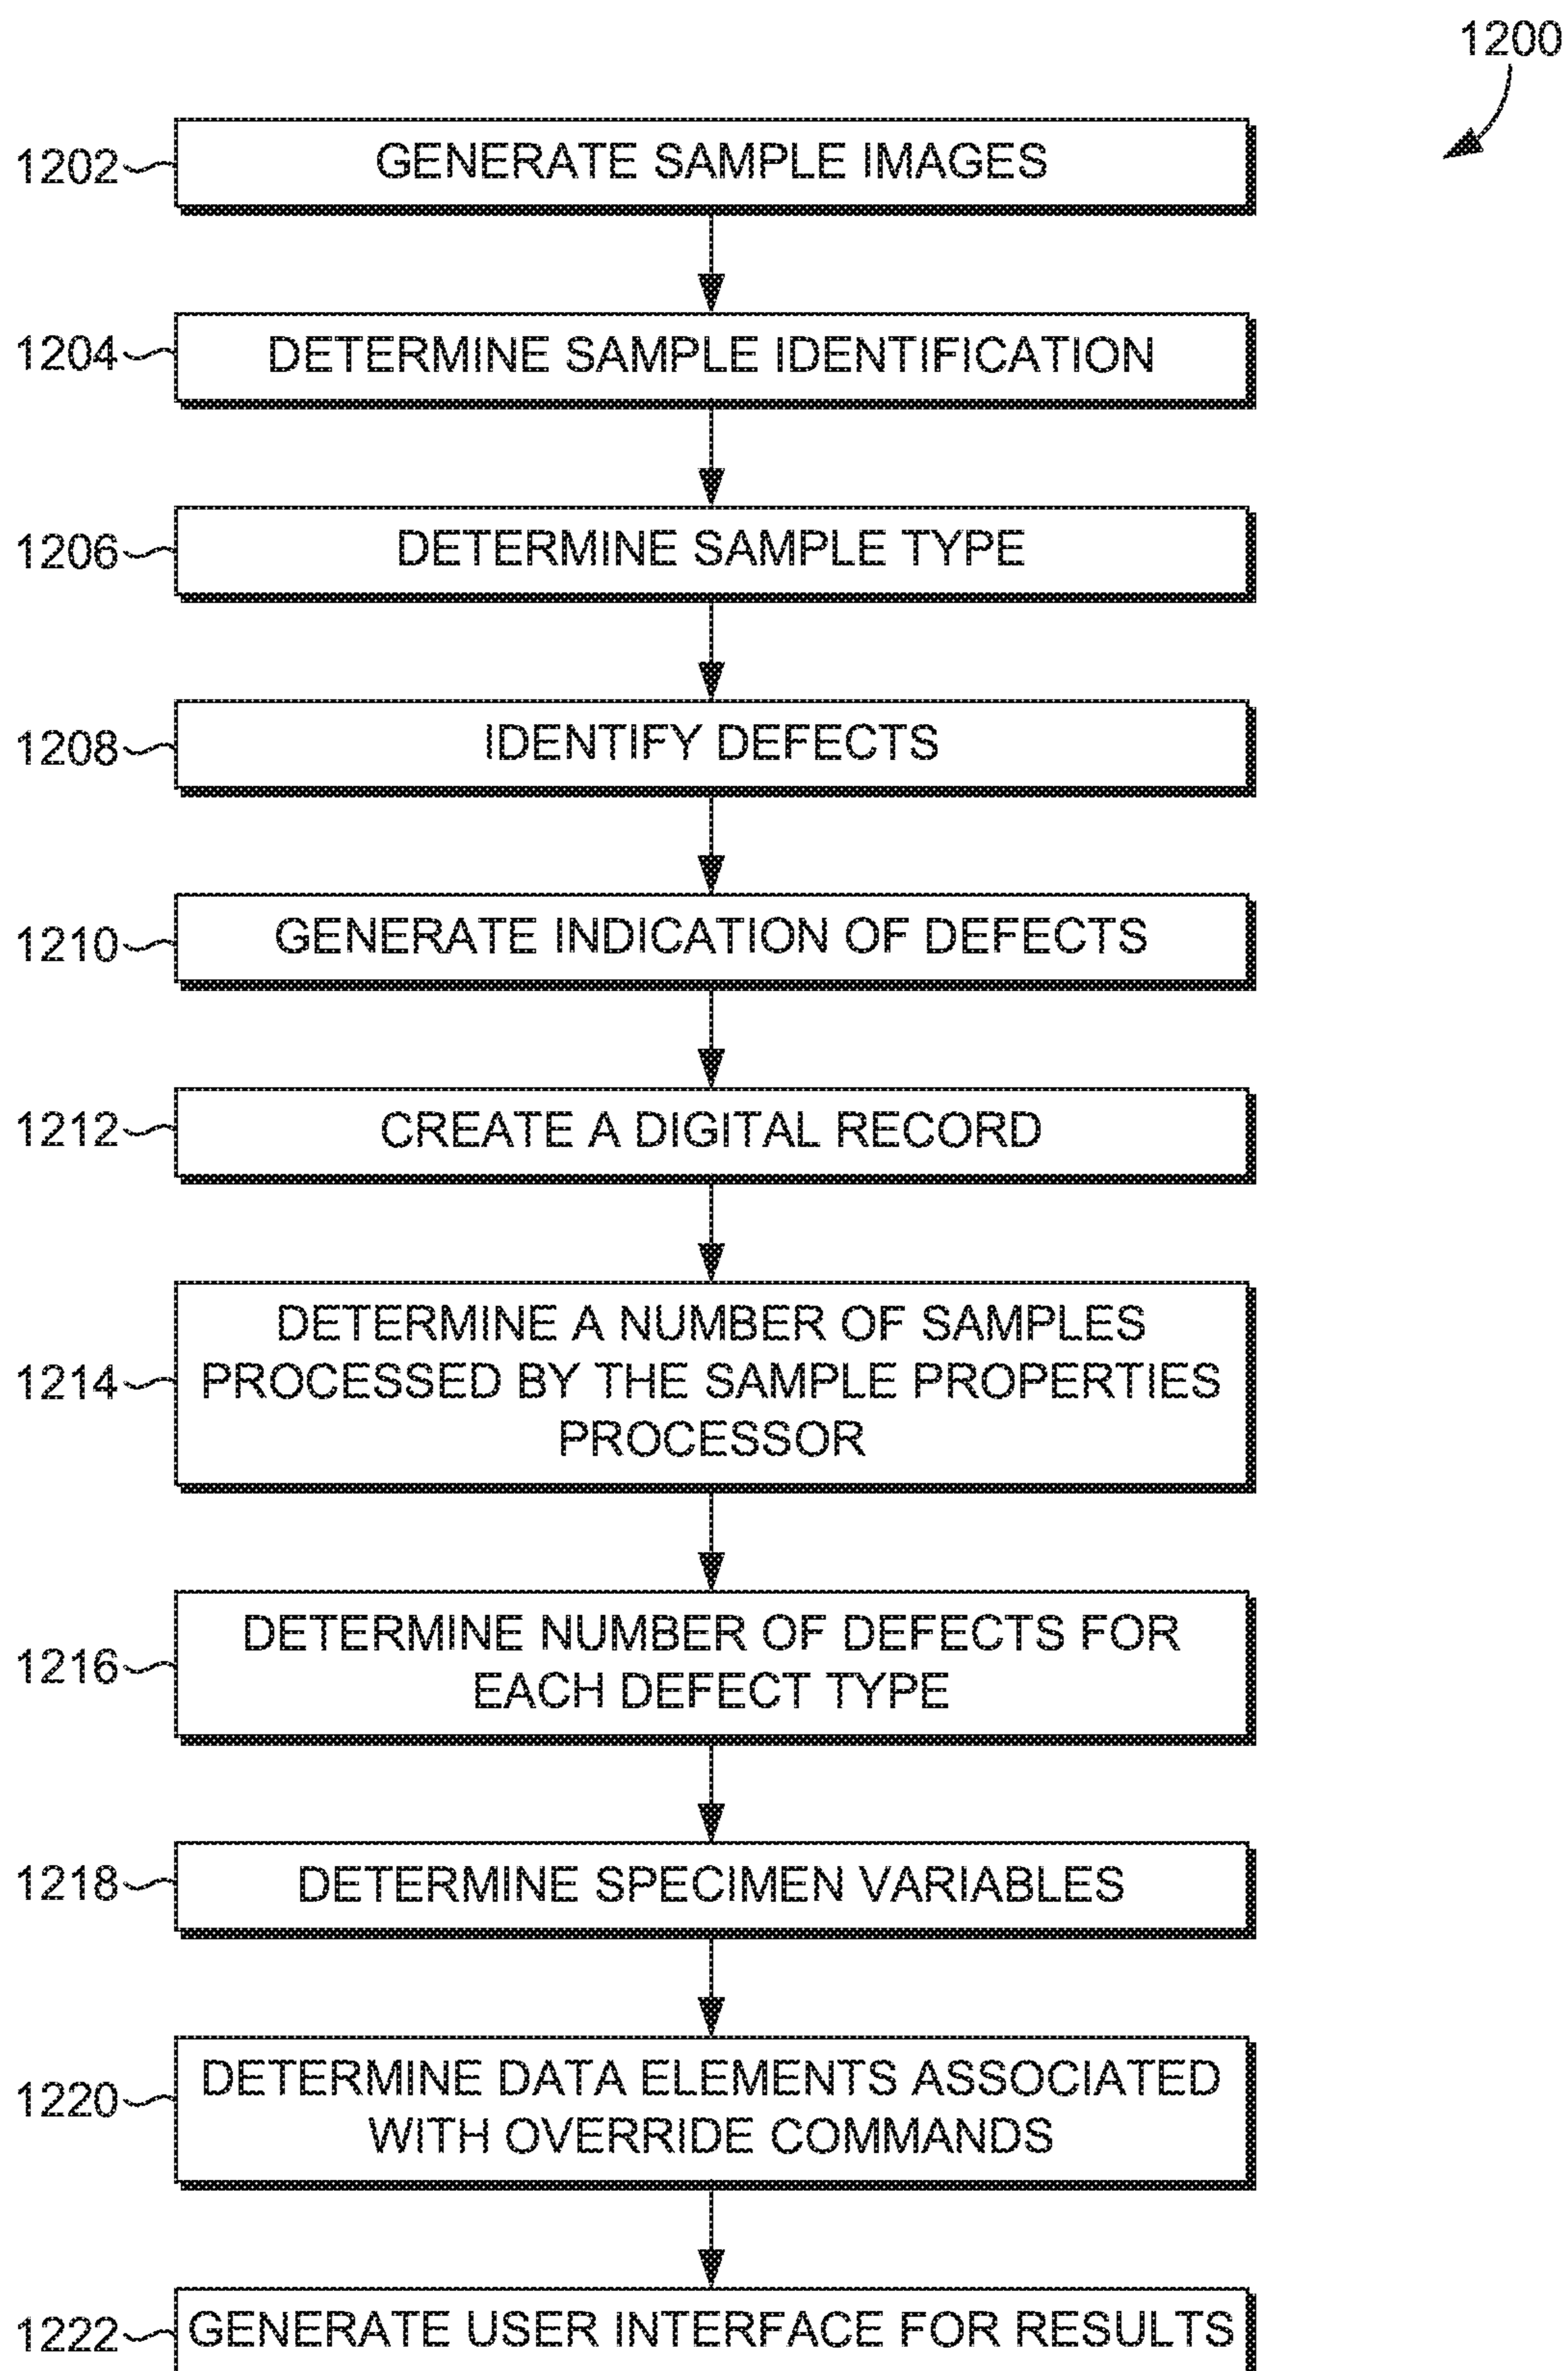 1200
1202 GENERATE SAMPLE IMAGES
1204 DETERMINE SAMPLE IDENTIFICATION
1206 DETERMINE SAMPLE TYPE
1208 IDENTIFY DEFECTS
1210 GENERATE INDICATION OF DEFECTS
1212 CREATE A DIGITAL RECORD
DETERMINE A NUMBER OF SAMPLES
1214 PROCESSED BY THE SAMPLE PROPERTIES
PROCESSOR
1216
DETERMINE NUMBER OF DEFECTS FOR
EACH DEFECT TYPE
1218 DETERMINE SPECIMEN VARIABLES
1220
DETERMINE DATA ELEMENTS ASSOCIATED
WITH OVERRIDE COMMANDS
1222 GENERATE USER INTERFACE FOR RESULTS